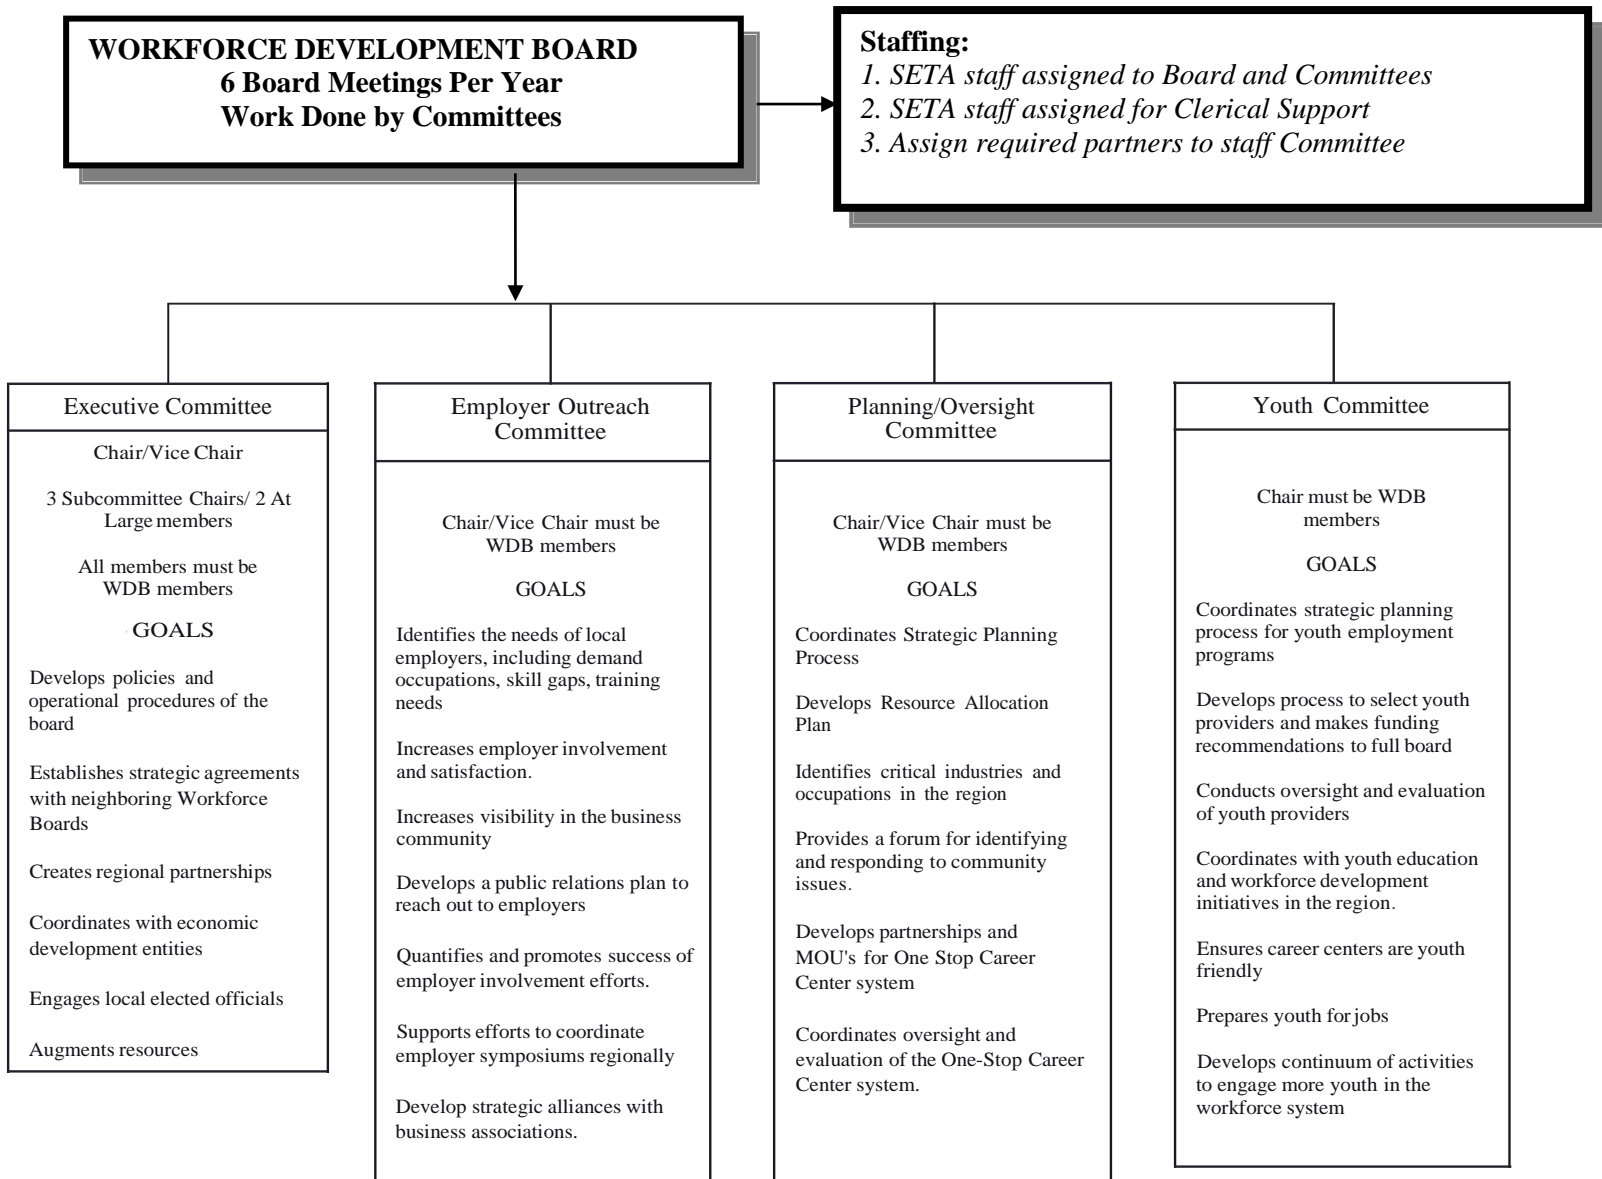 WORKFORCE DEVELOPMENT BOARD
6 Board Meetings Per Year
Work Done by Committees
Staffing:
1. SETA staff assigned to Board and Committees
2. SETA staff assigned for Clerical Support
3. Assign required partners to staff Committee
Executive Committee
Chair/Vice Chair
3 Subcommittee Chairs/ 2 At
Large members
All members must be
WDB members
GOALS
Develops policies and
operational procedures of the
board
Establishes strategic agreements
with neighboring Workforce
Boards
Creates regional partnerships
Coordinates with economic
development entities
Engages local elected officials
Augments resources
Employer Outreach
Committee
Chair/Vice Chair must be
WDB members
GOALS
Identifies the needs of local
employers, including demand
occupations, skill gaps, training
needs
Increases employer involvement
and satisfaction.
Increases visibility in the business
community
Develops a public relations plan to
reach out to employers
Quantifies and promotes success of
employer involvement efforts.
Supports efforts to coordinate
employer symposiums regionally
Develop strategic alliances with
business associations.
Planning/Oversight
Committee
Chair/Vice Chair must be
WDB members
GOALS
Coordinates Strategic Planning
Process
Develops Resource Allocation
Plan
Identifies critical industries and
occupations in the region
Provides a forum for identifying
and responding to community
issues.
Develops partnerships and
MOU's for One Stop Career
Center system
Coordinates oversight and
evaluation of the One-Stop Career
Center system.
Youth Committee
Chair must be WDB
members
GOALS
Coordinates strategic planning
process for youth employment
programs
Develops process to select youth
providers and makes funding
recommendations to full board
Conducts oversight and evaluation
of youth providers
Coordinates with youth education
and workforce development
initiatives in the region.
Ensures career centers are youth
friendly
Prepares youth for jobs
Develops continuum of activities
to engage more youth in the
workforce system